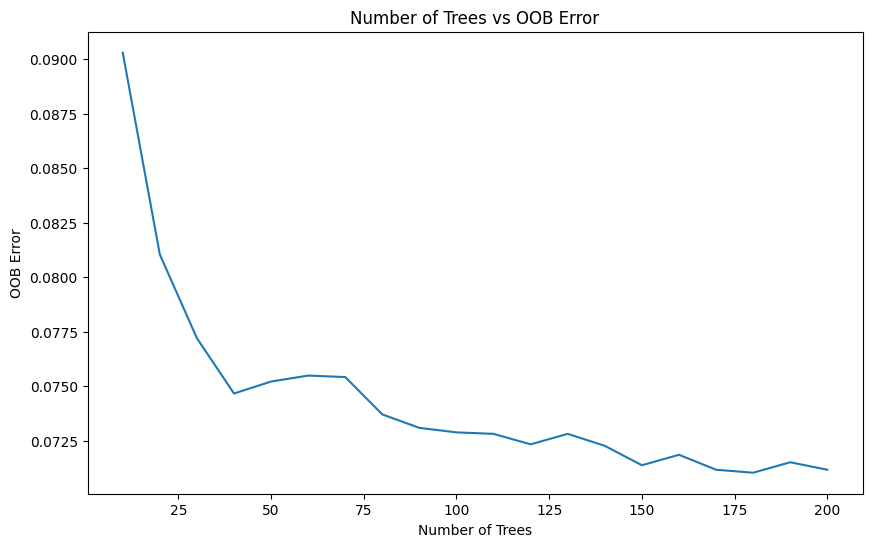 Number of Trees vs OOB Error
OOB Error
0.0900
0.0875
0.0850
0.0825
0.0800
0.0775
0.0750
0.0725
25 50 75 100 125 150 175 200
Number of Trees